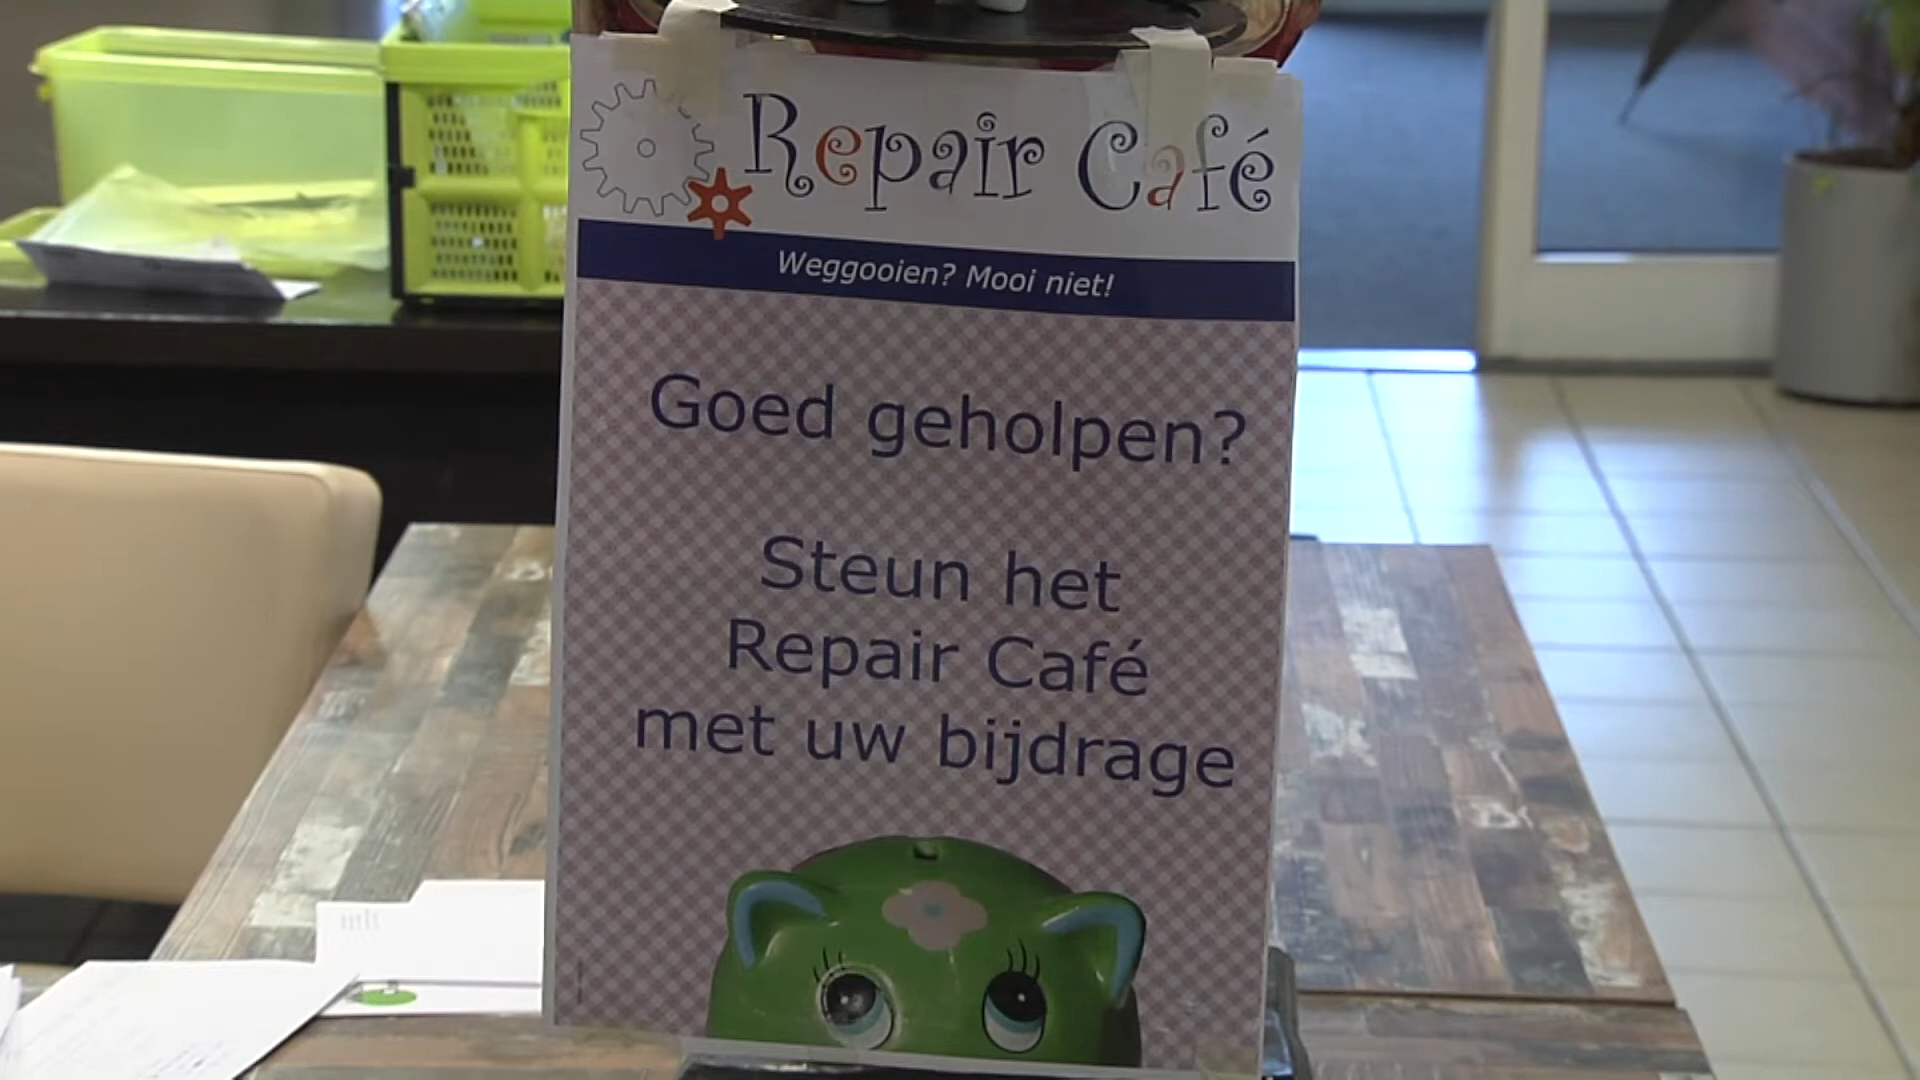 Repair Café
Weggooien? Mooi niet!
Goed geholpen?
Steun het
Repair Café
met uw bijdrage